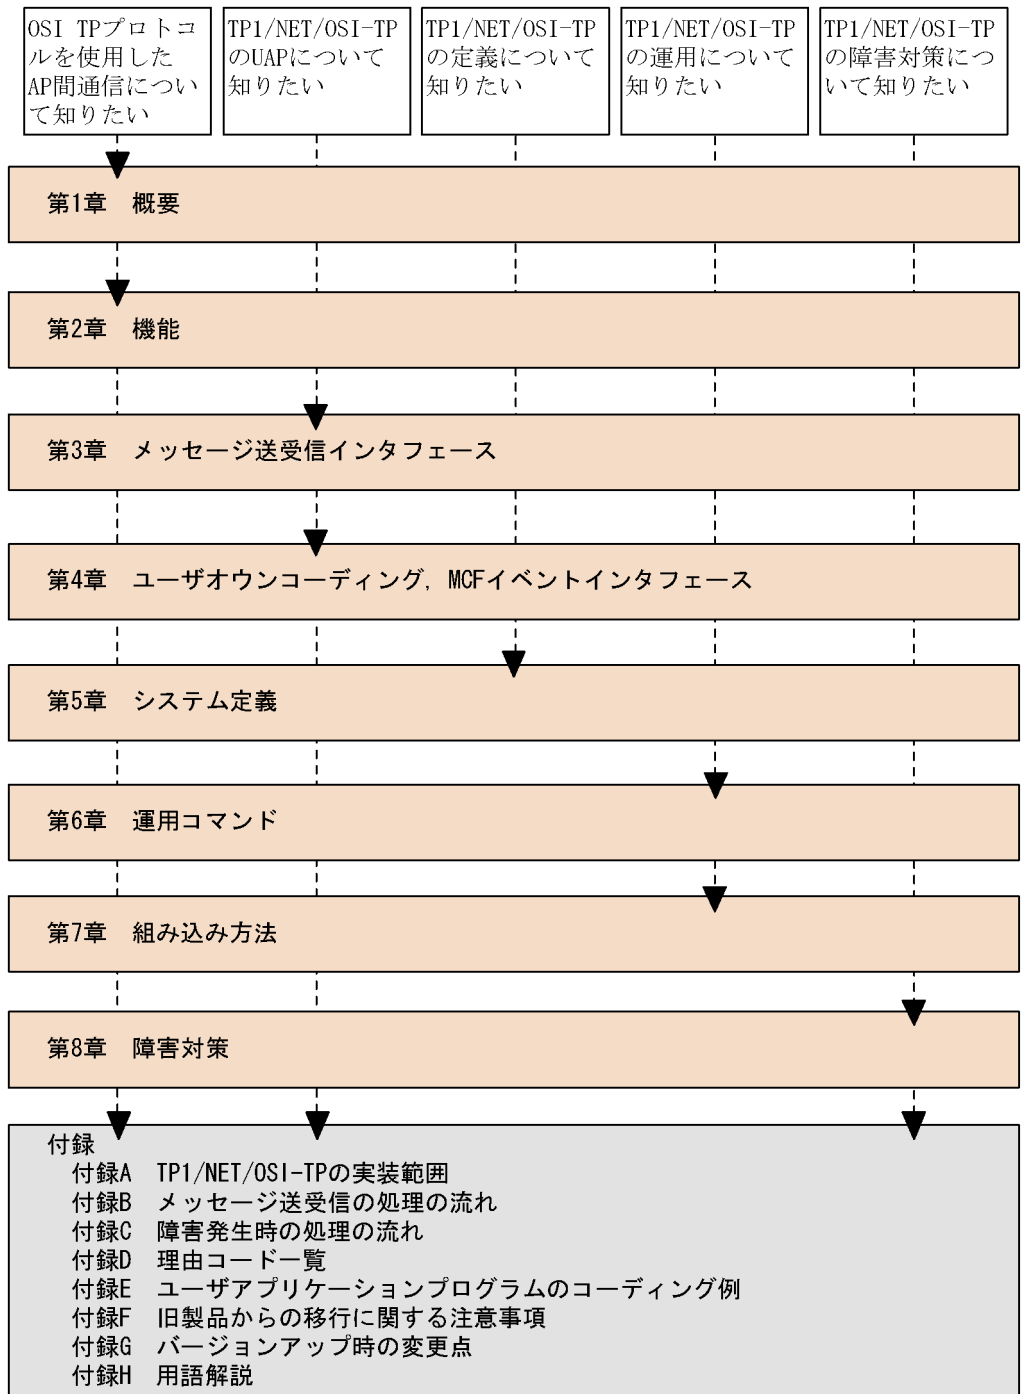 OSI TPプロトコ
ルを使用した
AP間通信につい
て知りたい
TP1/NET/OSI-TP
のUAPについて
知りたい
TP1/NET/OSI-TP
の定義について
知りたい
TP1/NET/OSI-TP
の運用について
知りたい
TP1/NET/OSI-TP
の障害対策につ
いて知りたい
第1章　概要
第2章　機能
第3章　メッセージ送受信インタフェース
第4章　ユーザオウンコーディング，MCFイベントインタフェース
第5章　システム定義
第6章　運用コマンド
第7章　組み込み方法
第8章　障害対策
付録
付録A　TP1/NET/OSI-TPの実装範囲
付録B　メッセージ送受信の処理の流れ
付録C　障害発生時の処理の流れ
付録D　理由コード一覧
付録E　ユーザアプリケーションプログラムのコーディング例
付録F　旧製品からの移行に関する注意事項
付録G　バージョンアップ時の変更点
付録H　用語解説